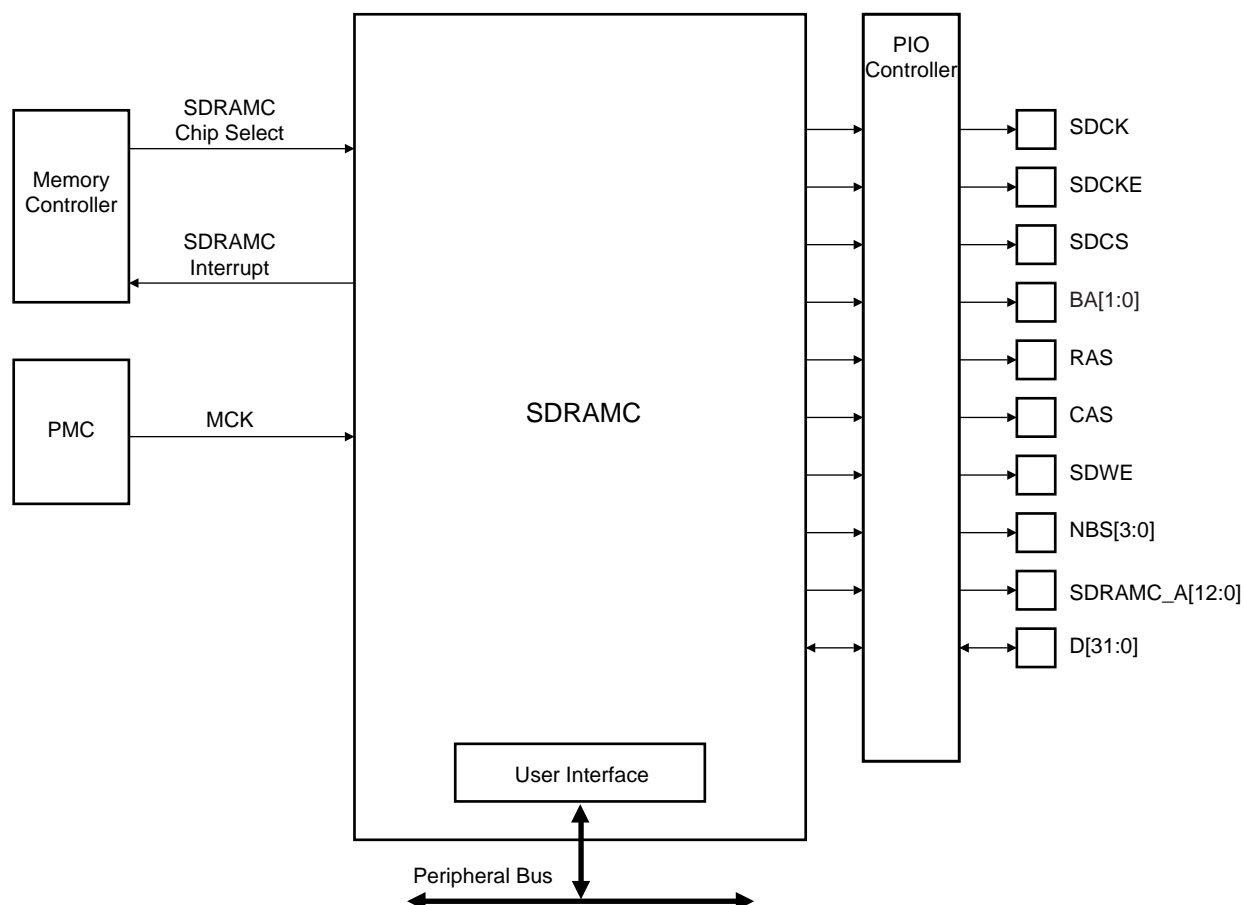 PIO
Controller
SDRAMC
Chip Select
Memory
Controller
SDRAMC
Interrupt
PMC
MCK
SDRAMC
SDCK
SDCKE
SDCS
BA[1:0]
RAS
CAS
SDWE
NBS[3:0]
SDRAMC_A[12:0]
D[31:0]
User Interface
Peripheral Bus